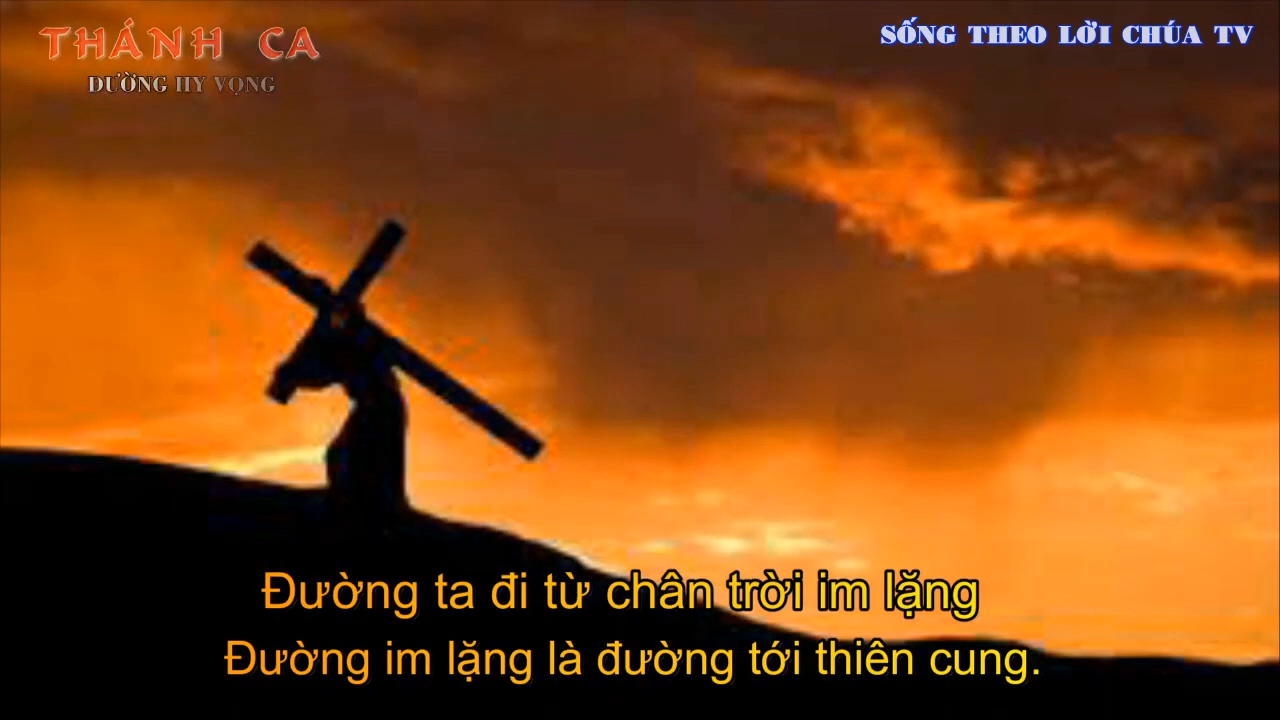 THÁNH CA
ĐƯỜNG HY VỌNG
SỐNG THEO LỜI CHÚA TV
Đường ta đi từ chân trời im lặng
Đường im lặng là đường tới thiên cung.